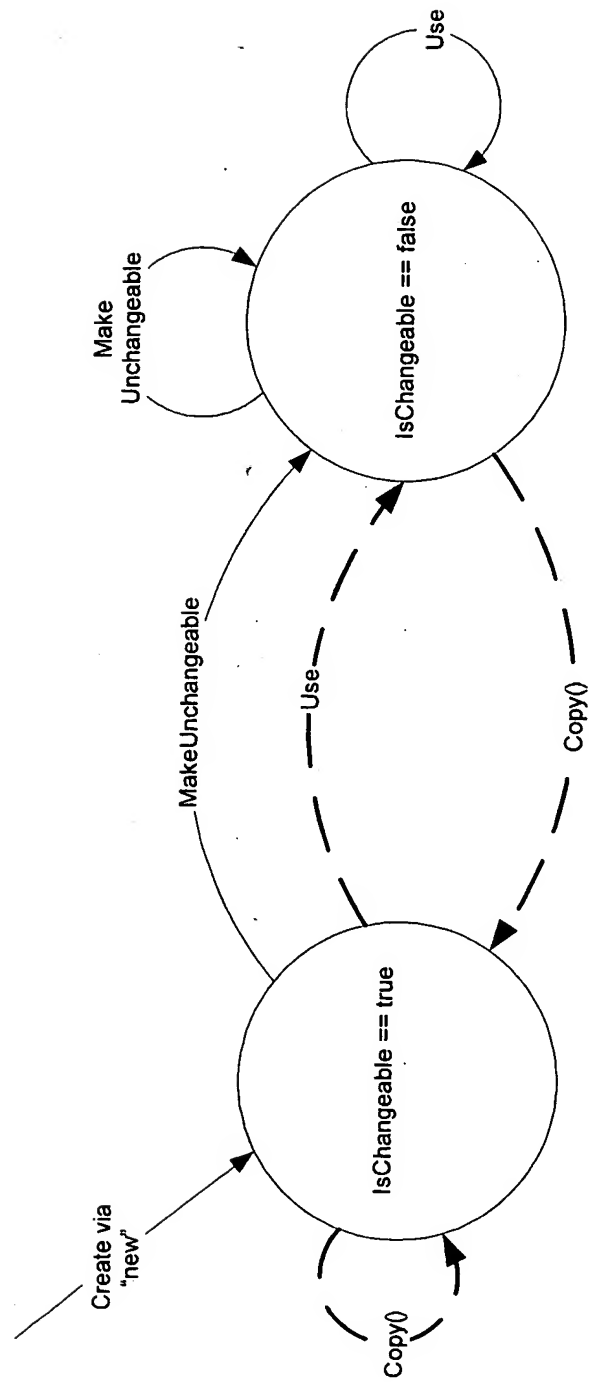 Create via
"new"
IsChangeable == true
Copy()
MakeUnchangeable
Use
Copy()
Make
Unchangeable
IsChangeable == false
Use